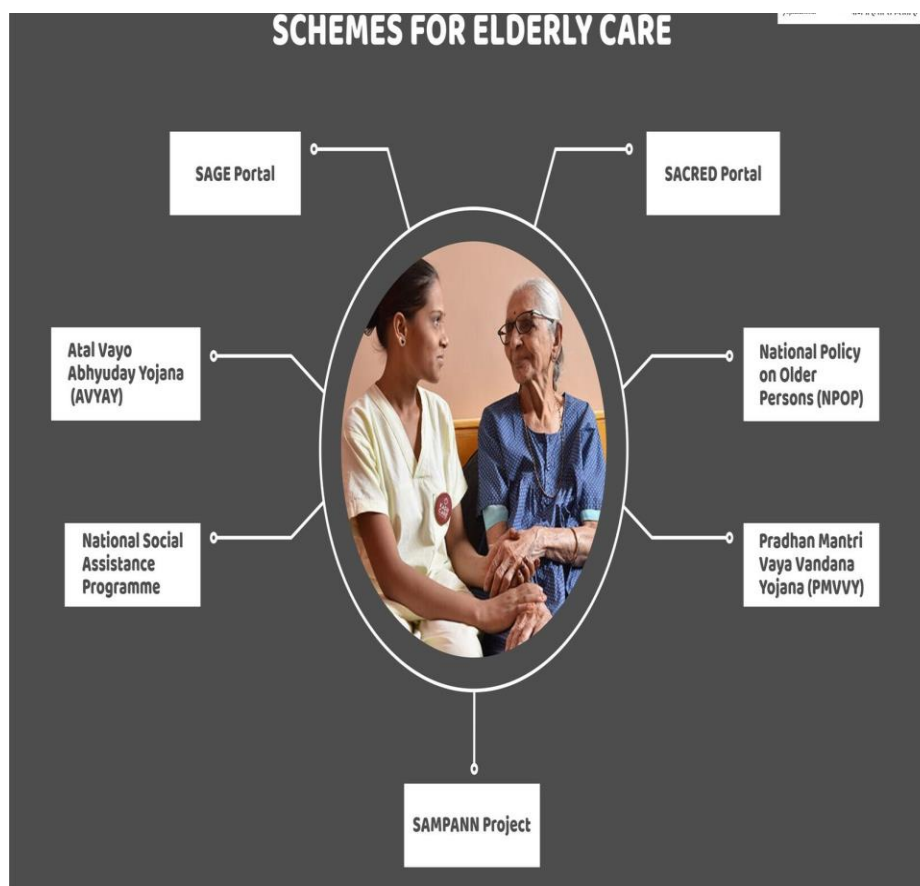 SCHEMES FOR ELDERLY CARE
SAGE Portal
SACRED Portal
Atal Vayo
Abhyuday Yojana
(AVYAY)
National Policy
on Older
Persons (NPOP)
National Social
Assistance
Programme
Pradhan Mantri
Vaya Vandana
Yojana (PMVVY)
SAMPANN Project